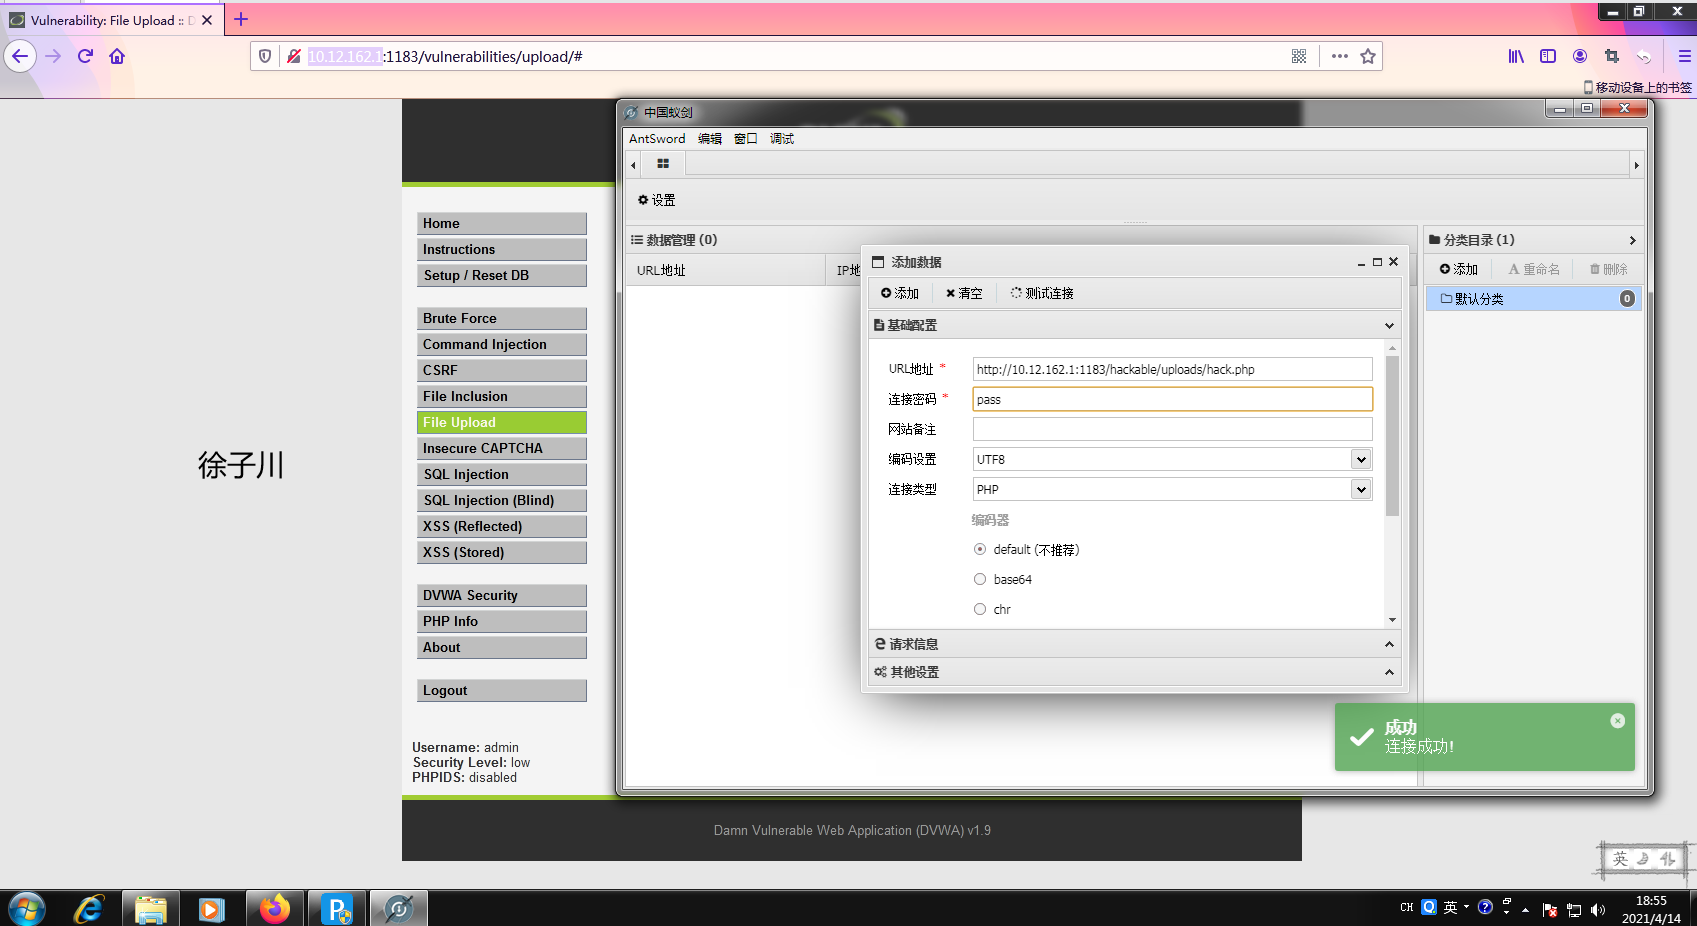 Vulnerability: File Upload :: D
10.12.162.1:1183/vulnerabilities/upload/#
移动设备上的书签
中国蚁剑
AntSword 编辑 窗口 调试
设置
数据管理 (0)
URL地址
IP地
分类目录 (1)
添加 重命名 删除
默认分类 0
添加数据
添加 清空 测试连接
基础配置
URL地址 * http://10.12.162.1:1183/hackable/uploads/hack.php
连接密码 * pass
网站备注
编码设置 UTF8
连接类型 PHP
编码器
default (不推荐)
base64
chr
请求信息
其他设置
成功
连接成功!
Home
Instructions
Setup / Reset DB
Brute Force
Command Injection
CSRF
File Inclusion
File Upload
Insecure CAPTCHA
SQL Injection
SQL Injection (Blind)
XSS (Reflected)
XSS (Stored)
DVWA Security
PHP Info
About
Logout
徐子川
Username: admin
Security Level: low
PHPIDS: disabled
Damn Vulnerable Web Application (DVWA) v1.9
英
CH 英
18:55
2021/4/14